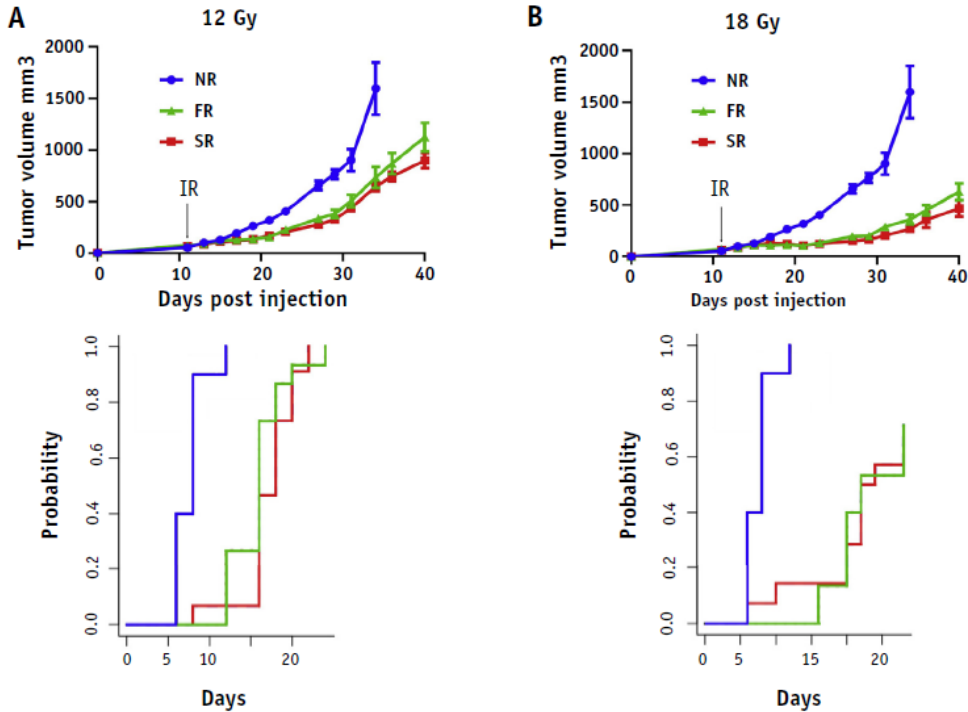 A
12 Gy
Tumor volume mm3
2000
1500
1000
500
0
NR
FR
SR
IR
0
10
20
30
40
Days post injection
B
18 Gy
Tumor volume mm3
2000
1500
1000
500
0
NR
FR
SR
IR
0
10
20
30
40
Days post injection
Probability
1.0
0.8
0.6
0.4
0.2
0.0
0
5
10
20
Days
Probability
1.0
0.8
0.6
0.4
0.2
0.0
0
5
15
20
Days